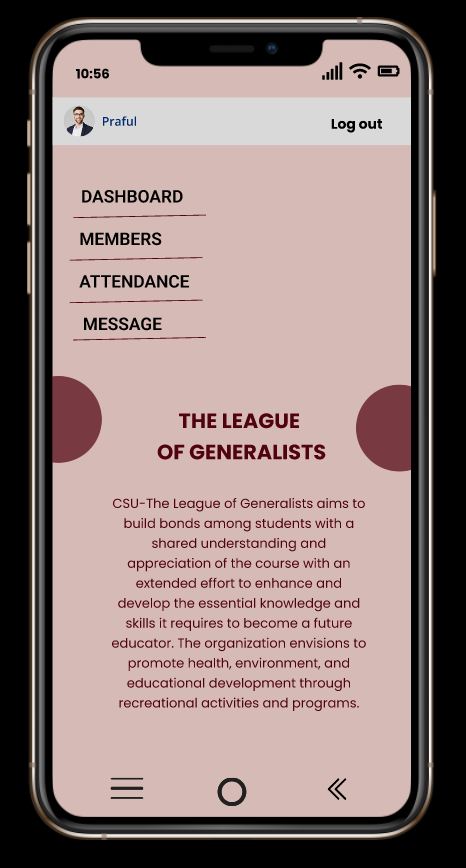 10:56
Praful
Log out
DASHBOARD
MEMBERS
ATTENDANCE
MESSAGE
THE LEAGUE
OF GENERALISTS
CSU-The League of Generalists aims to
build bonds among students with a
shared understanding and
appreciation of the course with an
extended effort to enhance and
develop the essential knowledge and
skills it requires to become a future
educator. The organization envisions to
promote health, environment, and
educational development through
recreational activities and programs.